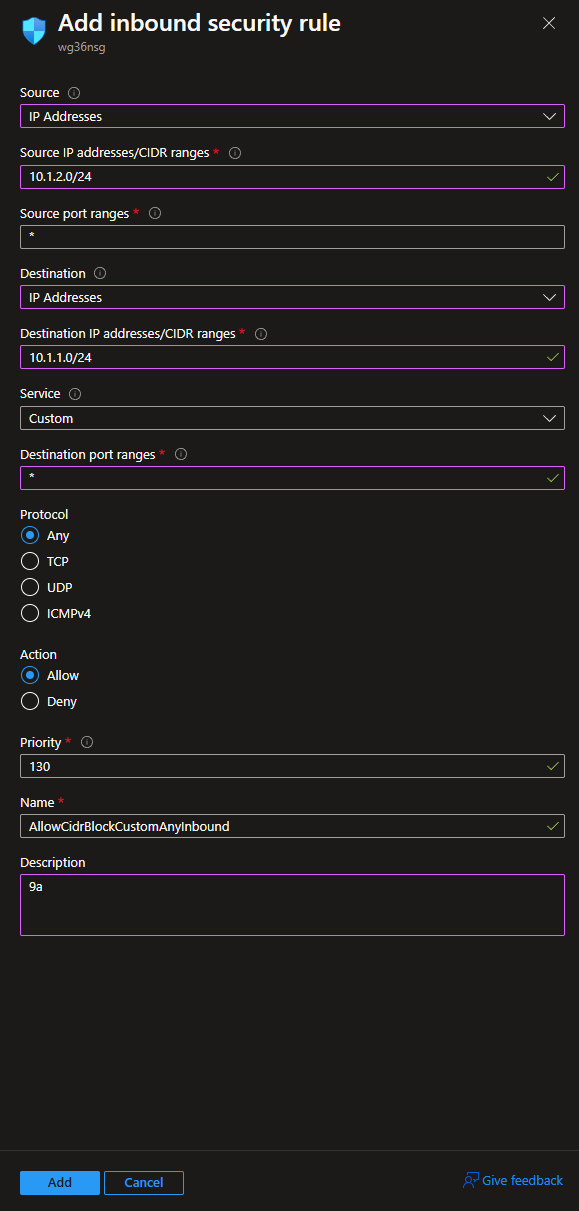 Add inbound security rule
wg36nsg
Source
IP Addresses
Source IP addresses/CIDR ranges *
10.1.2.0/24
Source port ranges *
*
Destination
IP Addresses
Destination IP addresses/CIDR ranges *
10.1.1.0/24
Service
Custom
Destination port ranges *
*
Protocol
Any
TCP
UDP
ICMPv4
Action
Allow
Deny
Priority *
130
Name *
AllowCidrBlockCustomAnyInbound
Description
9a
Add Cancel Give feedback